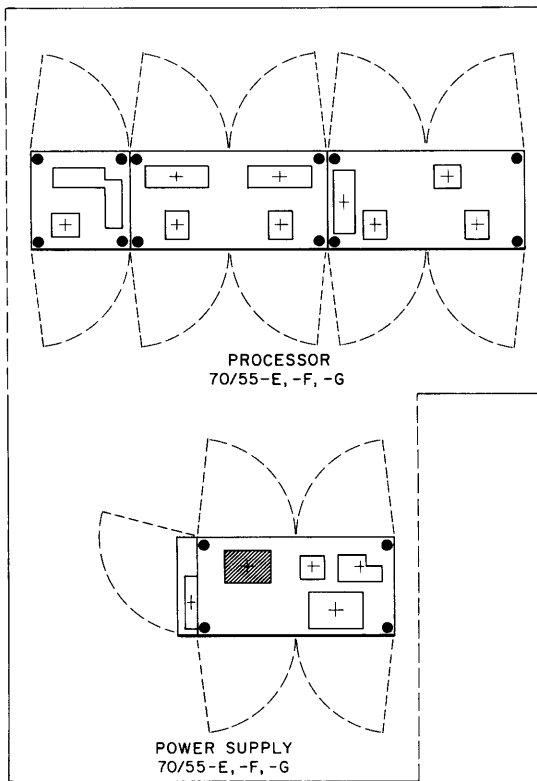 PROCESSOR
70/55-E, -F, -G
POWER SUPPLY
70/55-E, -F, -G